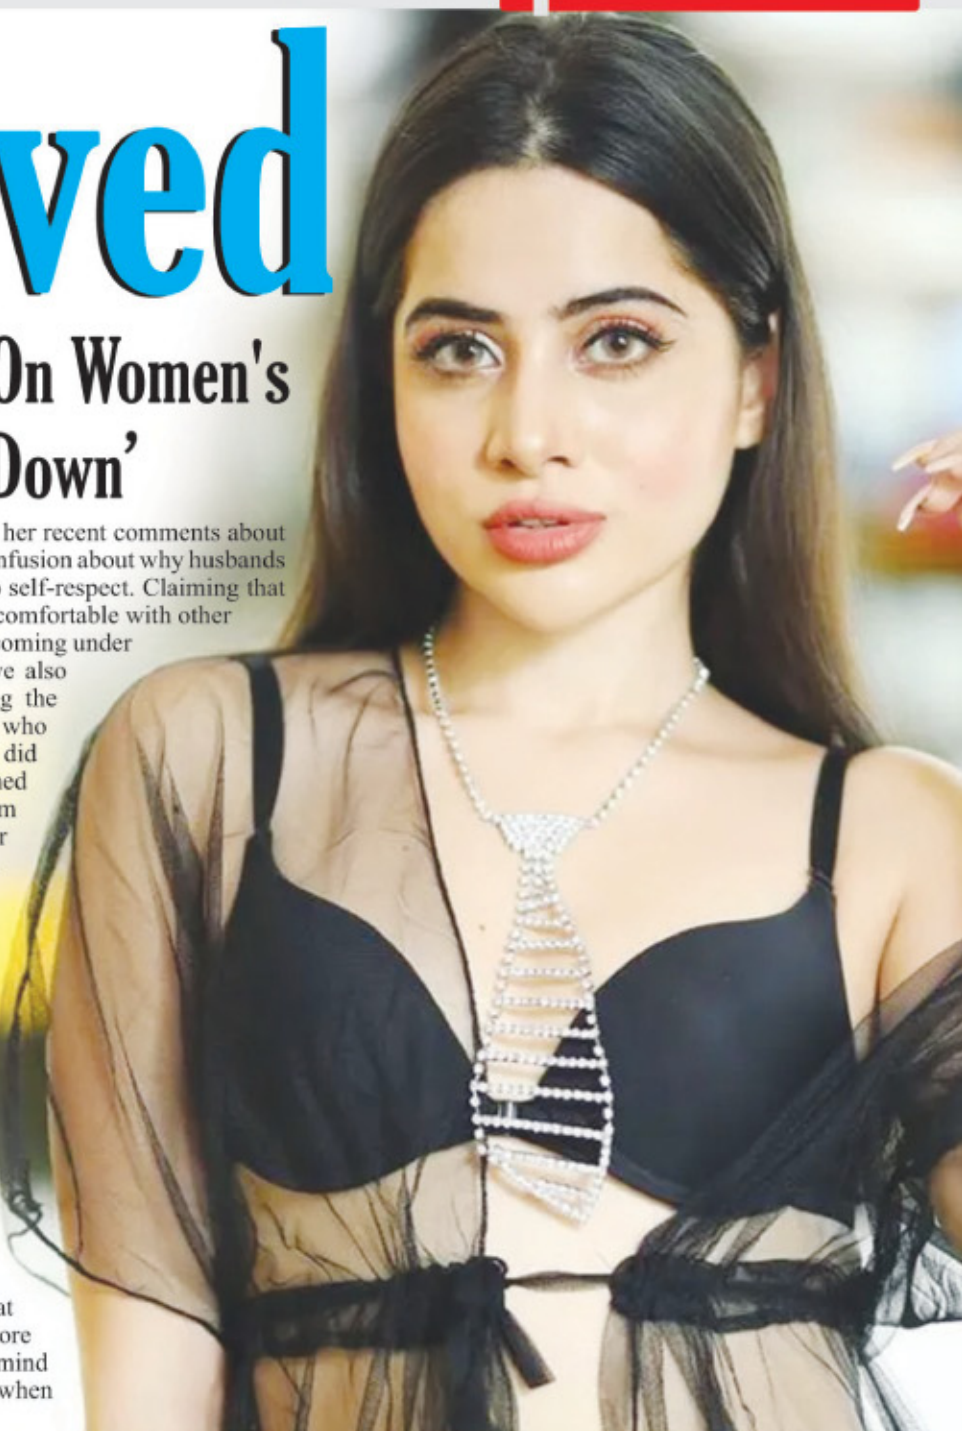 ved
On Women's
Down’
her recent comments about
nfusion about why husbands
self-respect. Claiming that
comfortable with other
oming under
e also
g the
who
did
ned
m
r
at
ore
mind
when